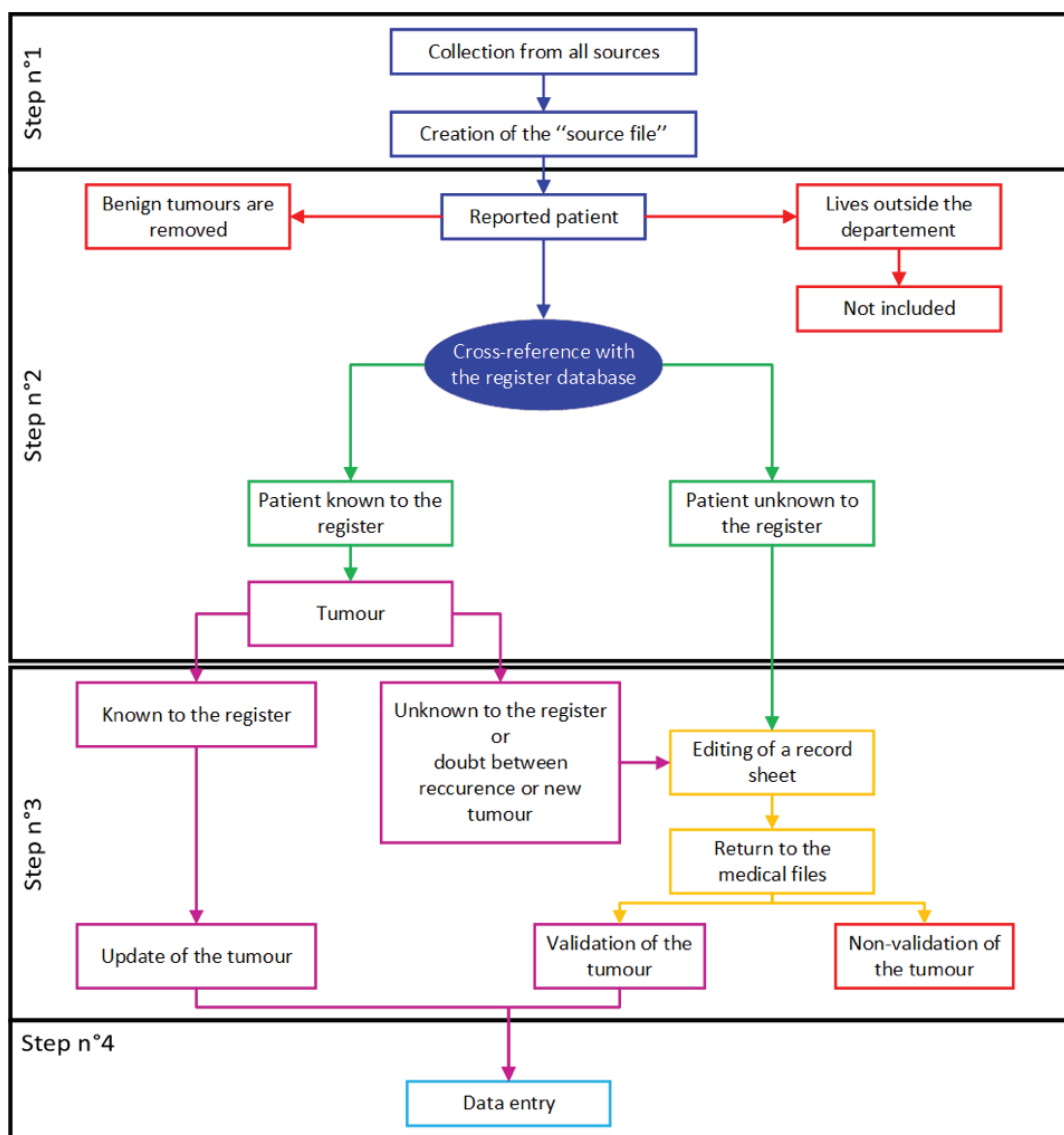 Step n°1
Collection from all sources
Creation of the “source file”
Step n°2
Benign tumours are
removed
Reported patient
Lives outside the
departement
Not included
Cross-reference with
the register database
Patient known to the
register
Patient unknown to
the register
Tumour
Step n°3
Known to the register
Unknown to the register
or
doubt between
reccurence or new
tumour
Editing of a record
sheet
Return to the
medical files
Update of the tumour
Validation of the
tumour
Non-validation of
the tumour
Step n°4
Data entry